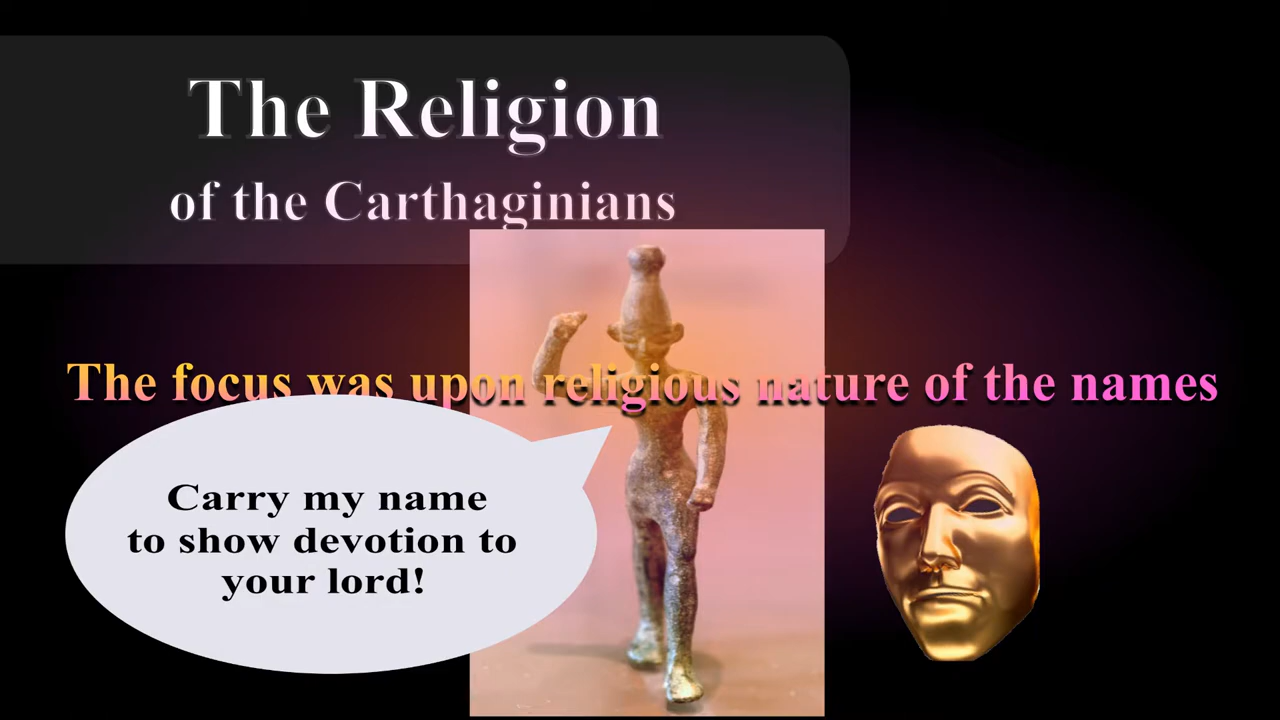 The Religion
of the Carthaginians
The focus was upon religious nature of the names
Carry my name
to show devotion to
your lord!